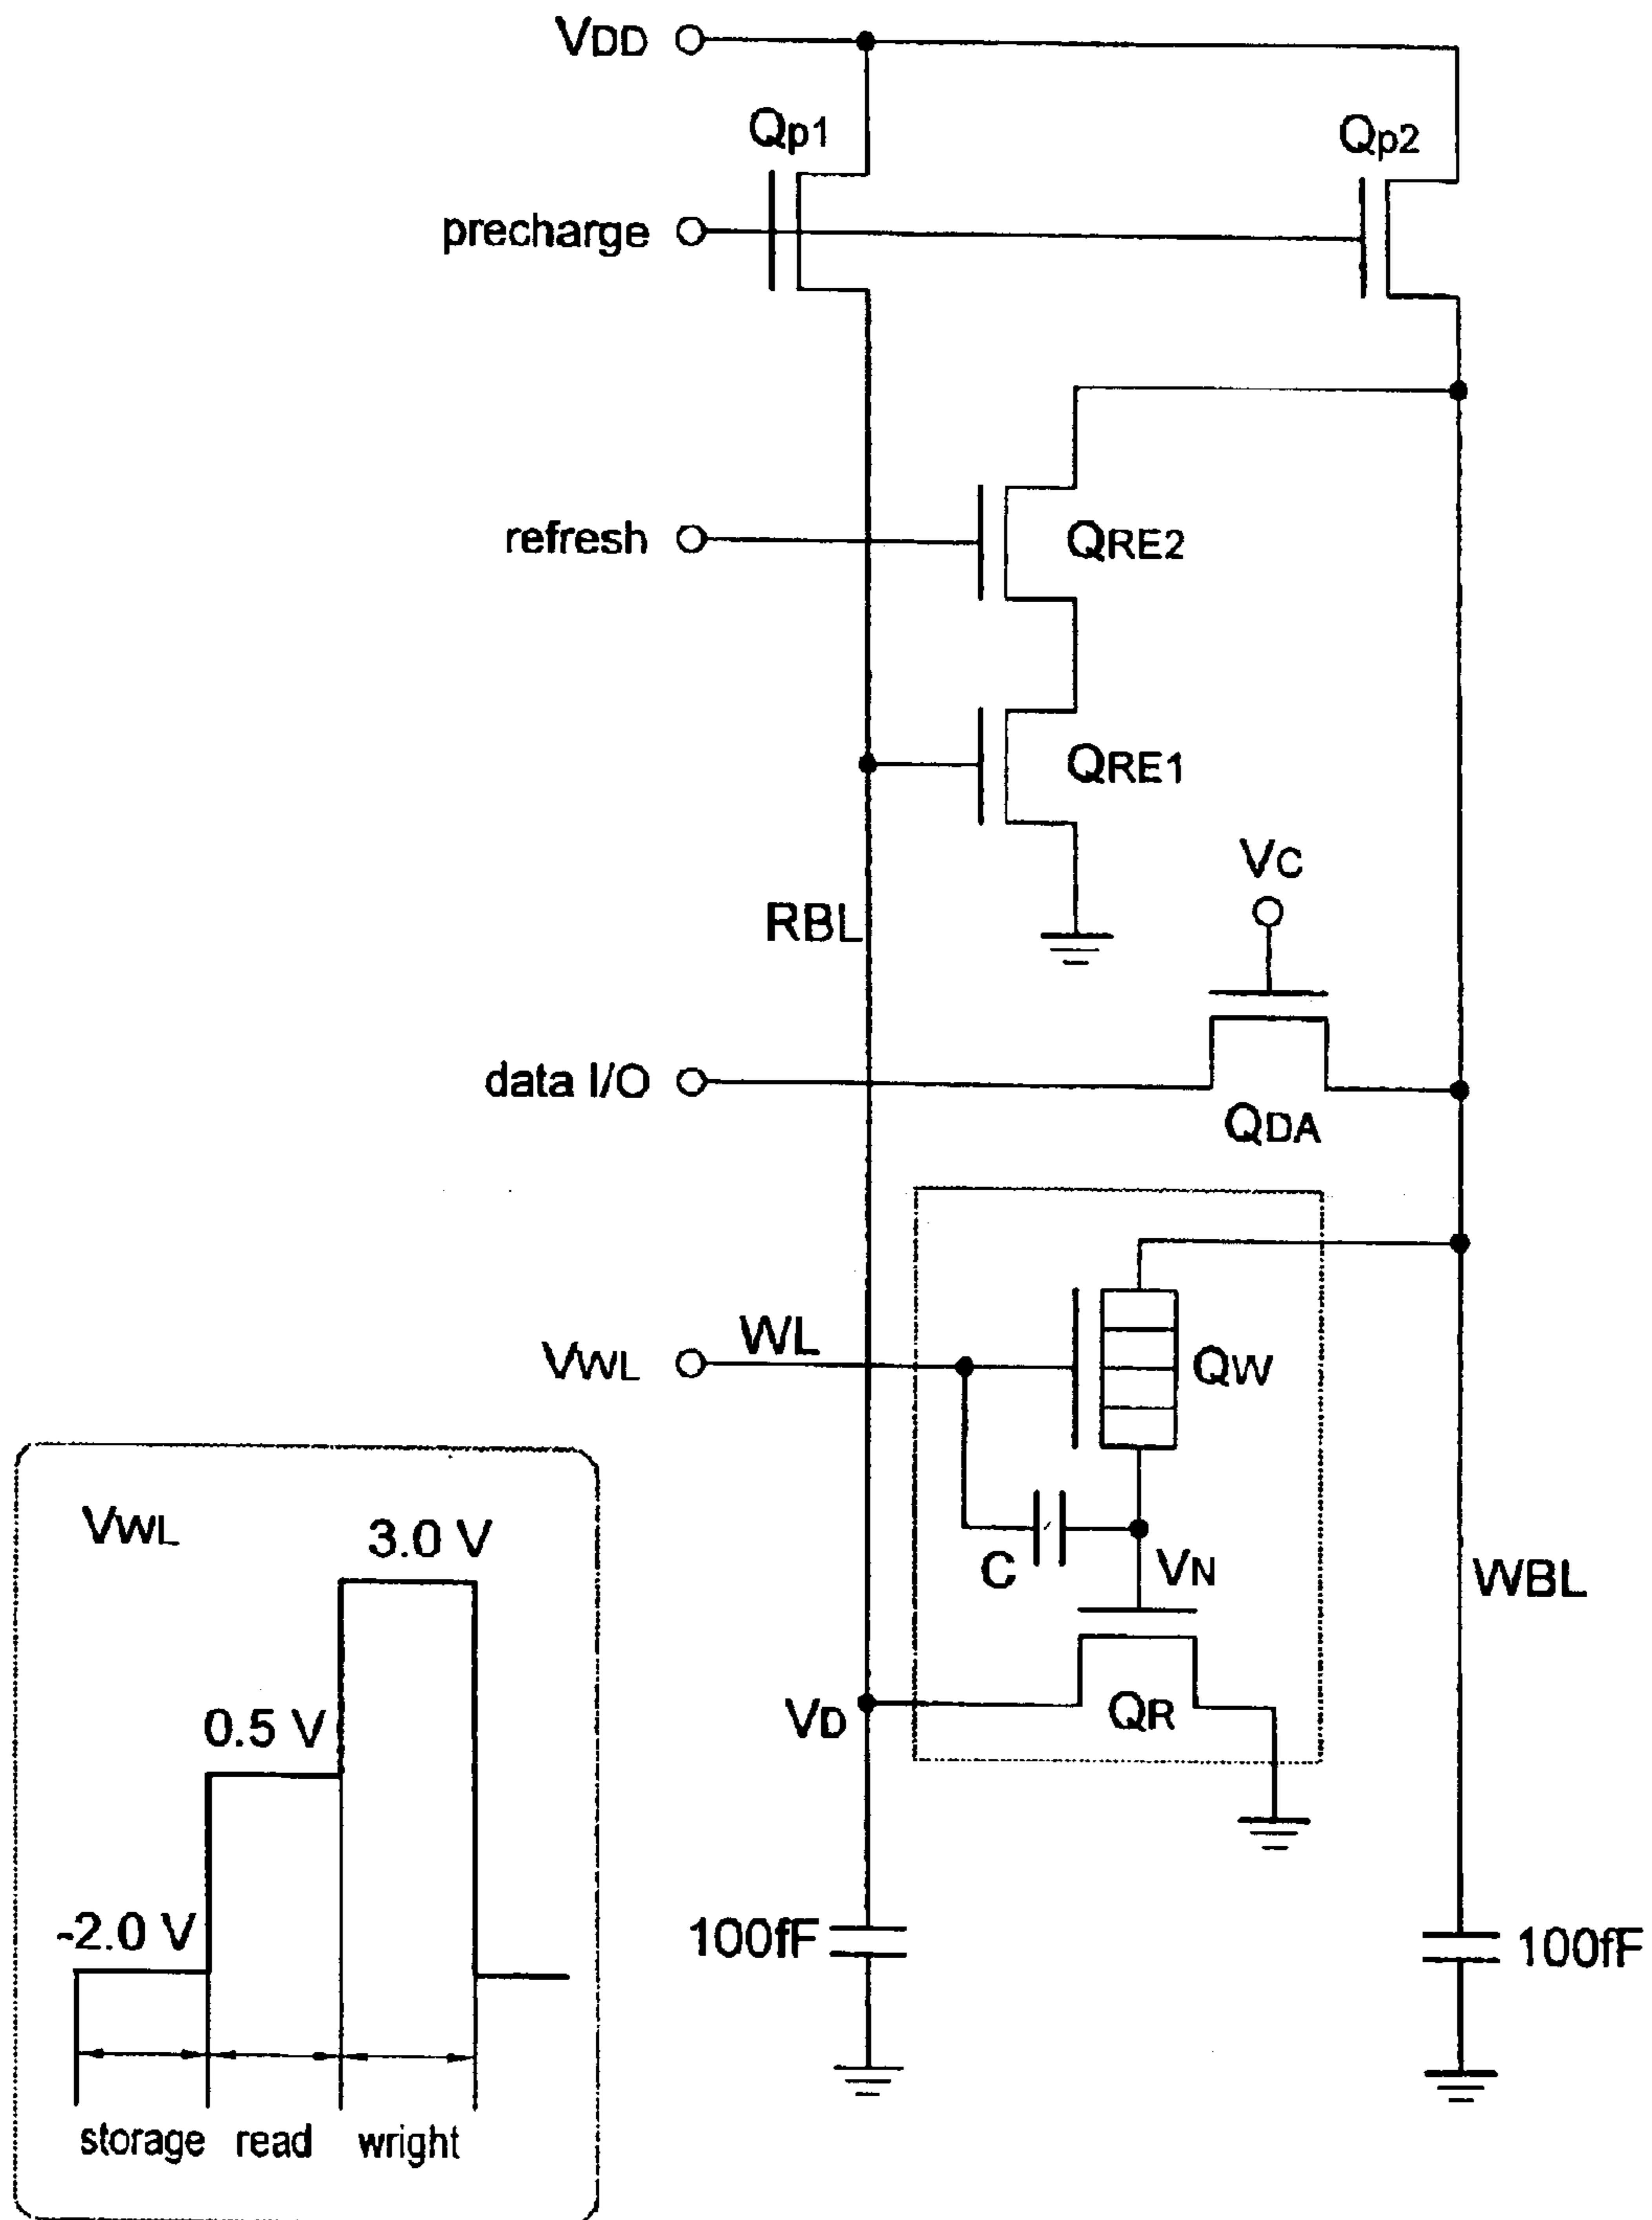 VDD
Qp1
Qp2
precharge
refresh
QRE2
QRE1
VC
RBL
data I/O
QDA
WL
VWL
QW
C
VN
WBL
VD
QR
100fF
100fF
VWL
3.0 V
0.5 V
-2.0 V
storage read wright